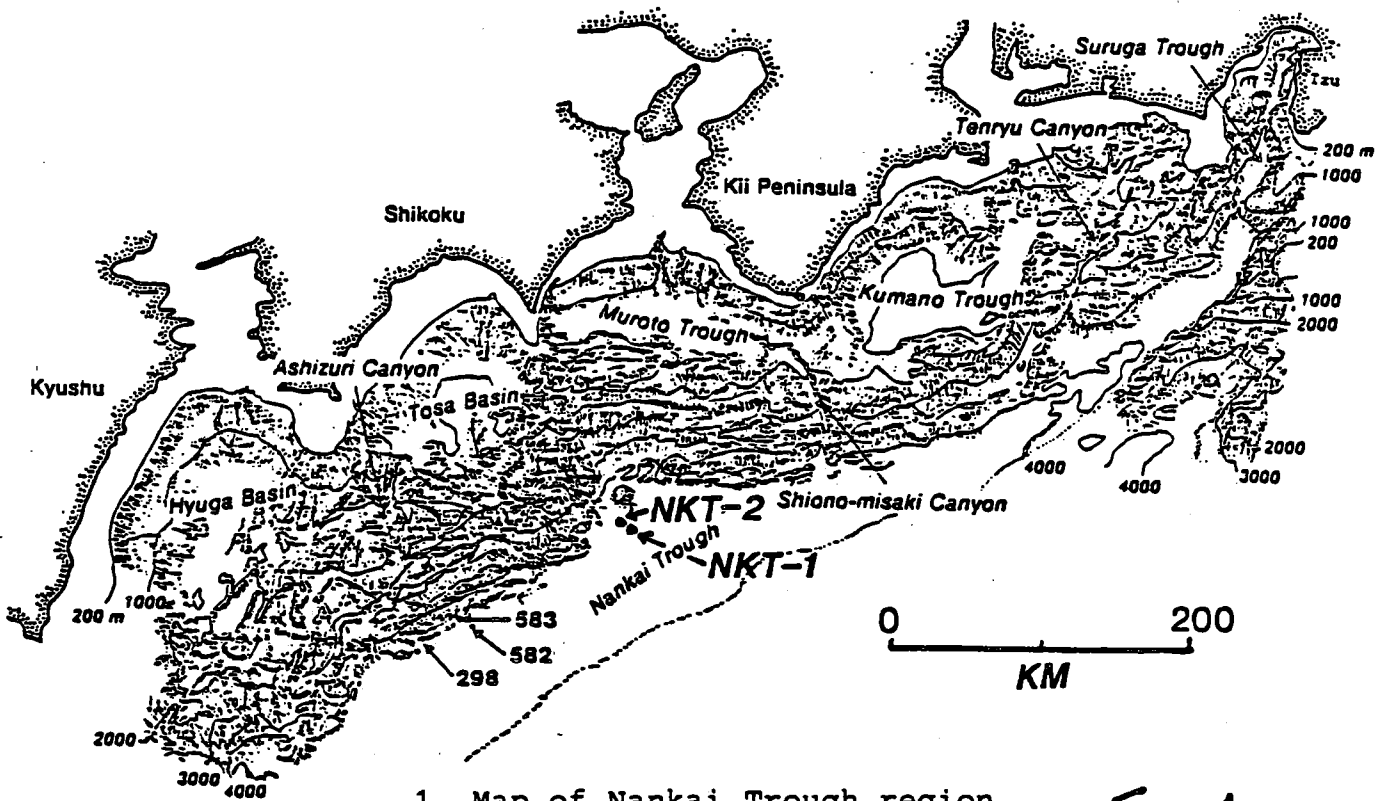 Suruga Trough
Izu
Tenryu Canyon
200 m
1000
Kii Peninsula
Shikoku
1000
200
Kumano Trough
1000
2000
Muroto Trough
Ashizuri Canyon
Kyushu
Tosa Basin
2000
3000
4000
4000
Hyuga Basin
Shiono-misaki Canyon
NKT-2
NKT-1
Nankai Trough
200 m
1000
583
582
298
0 200
KM
2000
3000
4000
1. Map of Nankai Trough region